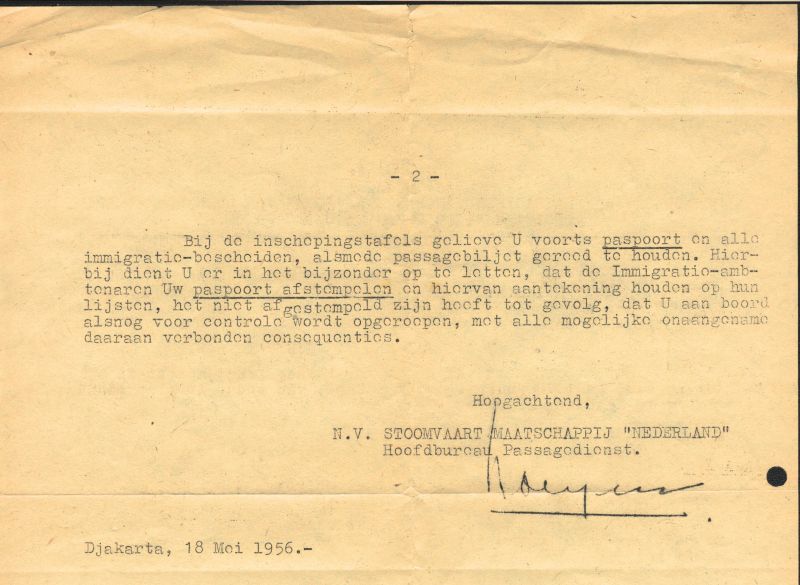 - 2 -
Bij de inschepingstafels gelieve U voorts paspoort en alle
immigratie-bescheiden, alsmede passagebiljet gereed te houden. Hier-
bij dient U er in het bijzonder op te letten, dat de Immigratie-amb-
tenaren Uw paspoort afstempelen en hiervan aantekening houden op hun
lijsten, het niet afgestempeld zijn heeft tot gevolg, dat U aan boord
alsnog voor controle wordt opgeroepen, met alle mogelijke onaangename
daaraan verbonden consequenties.
Hoogachtend,
N.V. STOOMVAART MAATSCHAPPIJ "NEDERLAND"
Hoofdbureau Passagedienst.
Djakarta, 18 Mei 1956.-